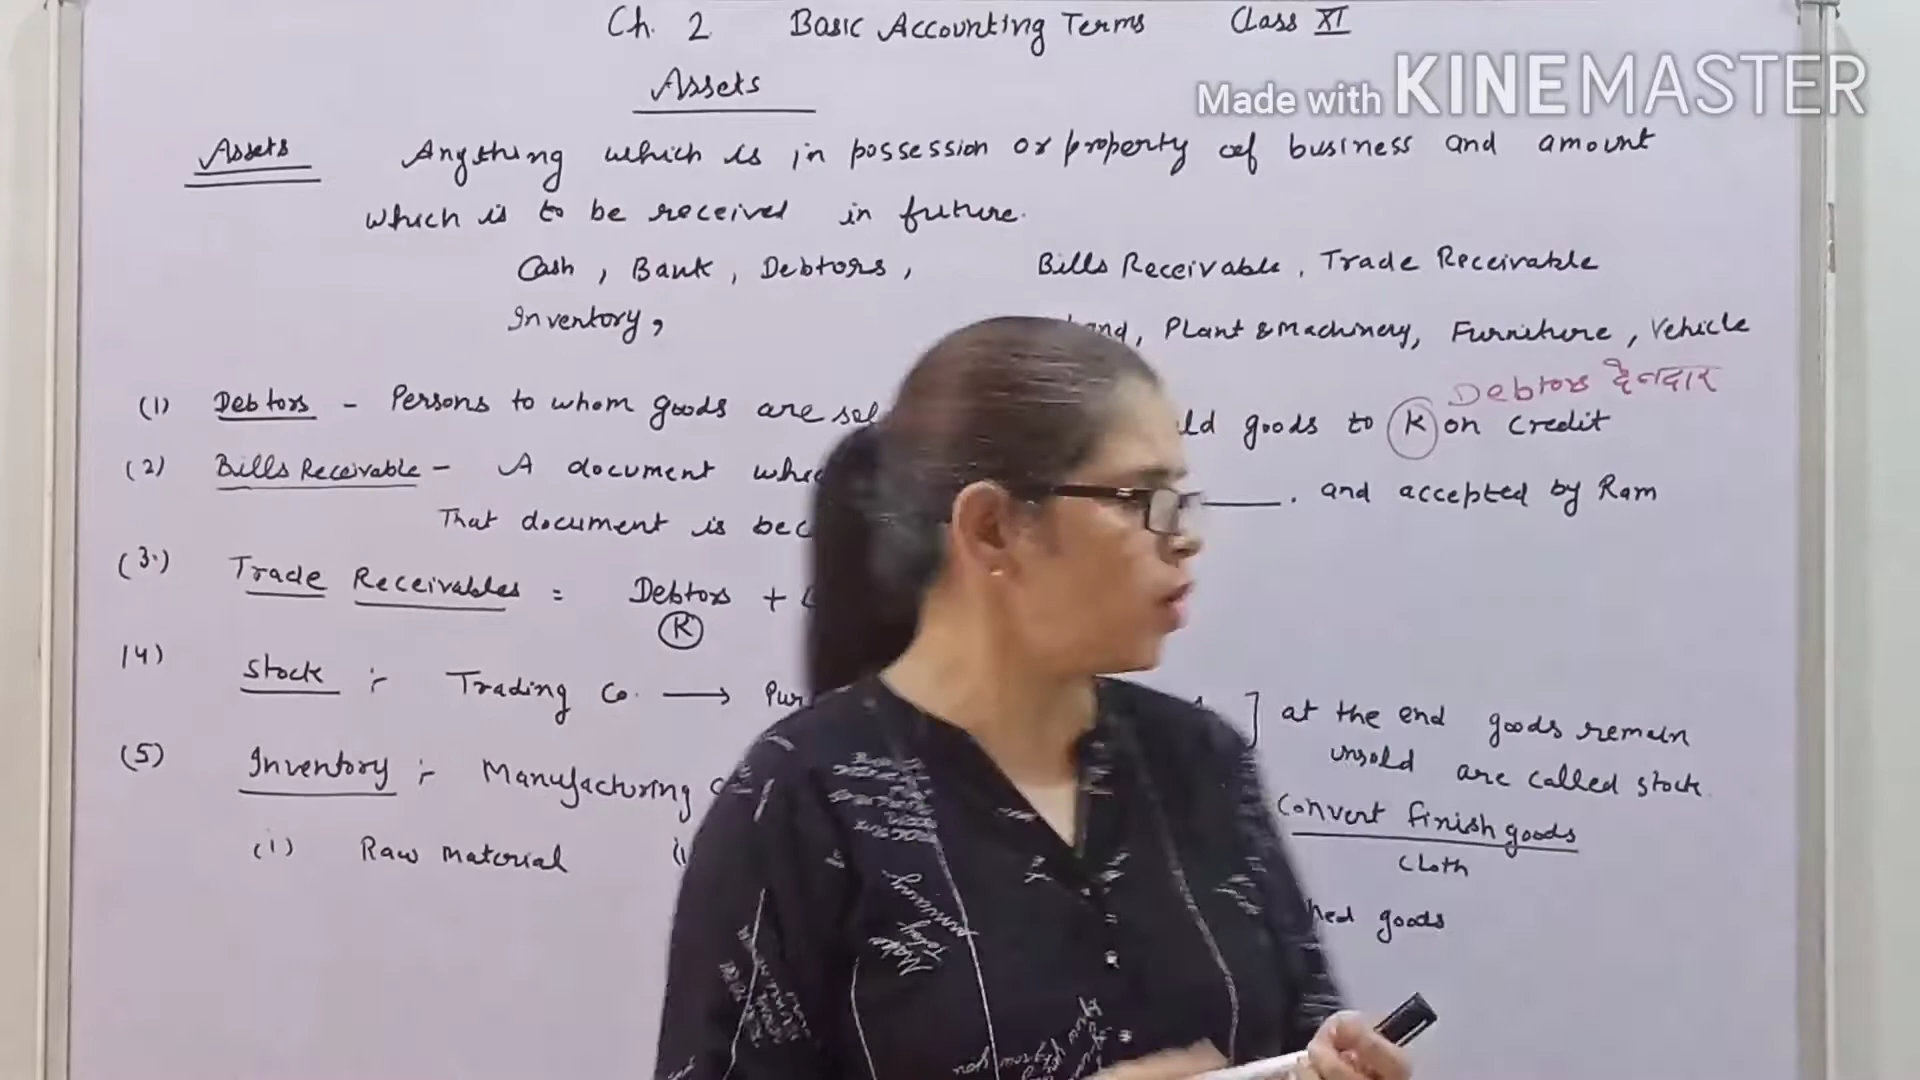 Ch. 2 Basic Accounting Terms Class XI
Made with KINEMASTER
Assets
Assets Anything which is in possession or property of business and amount
which is to be received in future.
Cash, Bank, Debtors, Bills Receivable, Trade Receivable
Inventory, Plant & Machinery, Furniture, Vehicle
Debtors देनदार
(1) Debtors - Persons to whom goods are goods to K on credit
(2) Bills Receivable - A document and accepted by Ram
That document is
(3.) Trade Receivables = Debtors +
K
(4) Stock :- Trading Co. → at the end goods remain
unsold are called stock.
(5) Inventory :- Manufacturing Convert finish goods
Cloth
(i) Raw material goods